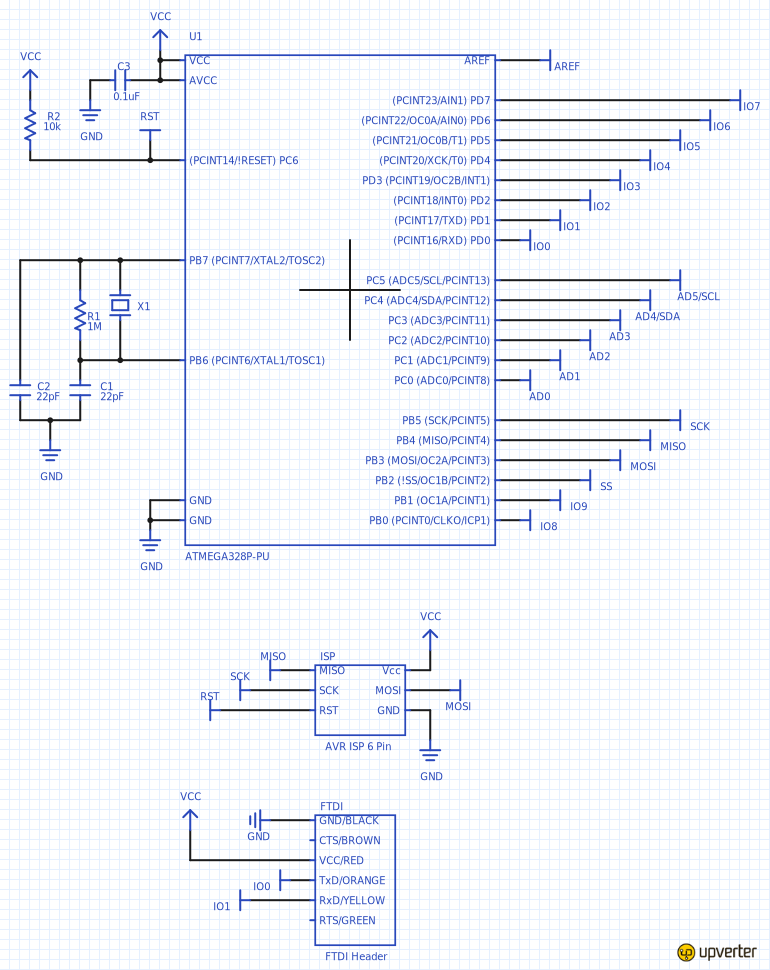 VCC
U1
VCC
AREF
AREF
VCC
C3
AVCC
0.1uF
(PCINT23/AIN1) PD7
IO7
R2
10k
RST
GND
(PCINT22/OC0A/AIN0) PD6
IO6
(PCINT21/OC0B/T1) PD5
IO5
(PCINT14/!RESET) PC6
(PCINT20/XCK/T0) PD4
IO4
PD3 (PCINT19/OC2B/INT1)
IO3
(PCINT18/INT0) PD2
IO2
(PCINT17/TXD) PD1
IO1
(PCINT16/RXD) PD0
IO0
PB7 (PCINT7/XTAL2/TOSC2)
PC5 (ADC5/SCL/PCINT13)
AD5/SCL
R1
1M
X1
PC4 (ADC4/SDA/PCINT12)
AD4/SDA
PC3 (ADC3/PCINT11)
AD3
PC2 (ADC2/PCINT10)
AD2
PB6 (PCINT6/XTAL1/TOSC1)
PC1 (ADC1/PCINT9)
AD1
PC0 (ADC0/PCINT8)
AD0
C2
22pF
C1
22pF
PB5 (SCK/PCINT5)
SCK
PB4 (MISO/PCINT4)
MISO
PB3 (MOSI/OC2A/PCINT3)
MOSI
GND
PB2 (!SS/OC1B/PCINT2)
SS
GND
PB1 (OC1A/PCINT1)
IO9
GND
PB0 (PCINT0/CLKO/ICP1)
IO8
GND
ATMEGA328P-PU
VCC
MISO
ISP
MISO
Vcc
SCK
SCK
MOSI
MOSI
RST
RST
GND
AVR ISP 6 Pin
GND
VCC
FTDI
GND/BLACK
GND
CTS/BROWN
VCC/RED
IO0
TxD/ORANGE
IO1
RxD/YELLOW
RTS/GREEN
FTDI Header
upverter